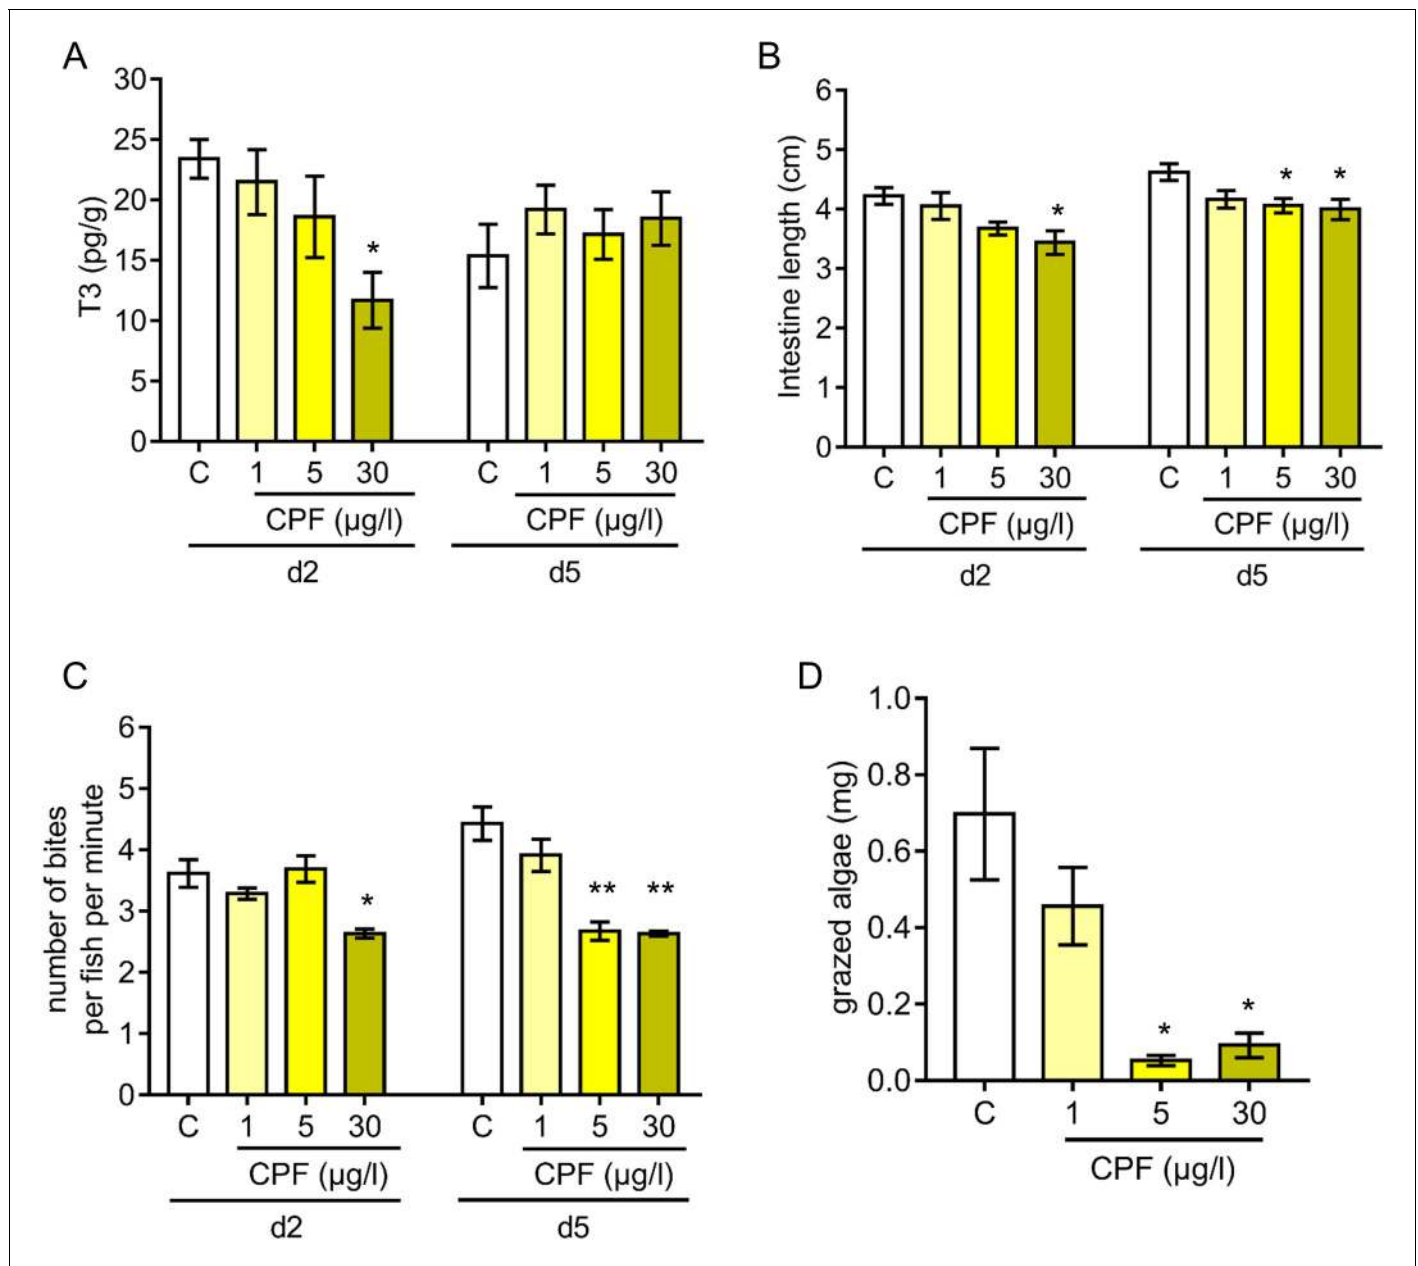 A
T3 (pg/g)
30
25
20
15
10
5
0
*
C 1 5 30 C 1 5 30
CPF (µg/l) CPF (µg/l)
d2 d5
B
Intestine length (cm)
6
5
4
3
2
1
0
* * *
C 1 5 30 C 1 5 30
CPF (µg/l) CPF (µg/l)
d2 d5
C
number of bites
per fish per minute
6
5
4
3
2
1
0
* ** **
C 1 5 30 C 1 5 30
CPF (µg/l) CPF (µg/l)
d2 d5
D
grazed algae (mg)
1.0
0.8
0.6
0.4
0.2
0.0
* *
C 1 5 30
CPF (µg/l)